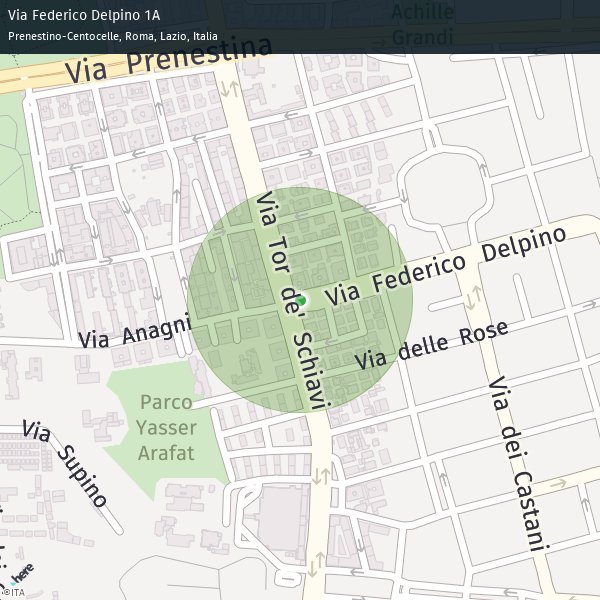 Via Federico Delpino 1A
Prenestino-Centocelle, Roma, Lazio, Italia
Achille
Grandi
Via Prenestina
Via Tor de' Schiavi
Via Federico Delpino
Via Anagni
Via delle Rose
Parco
Yasser
Arafat
Via Supino
Via dei Castani
here
©ITA